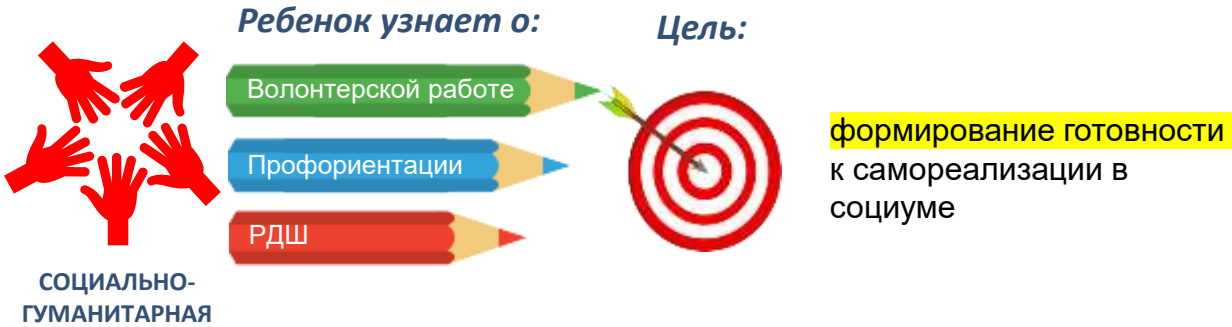 Ребенок узнает о:
Цель:
Волонтерской работе
Профориентации
РДШ
формирование готовности
к самореализации в
социуме
СОЦИАЛЬНО-
ГУМАНИТАРНАЯ